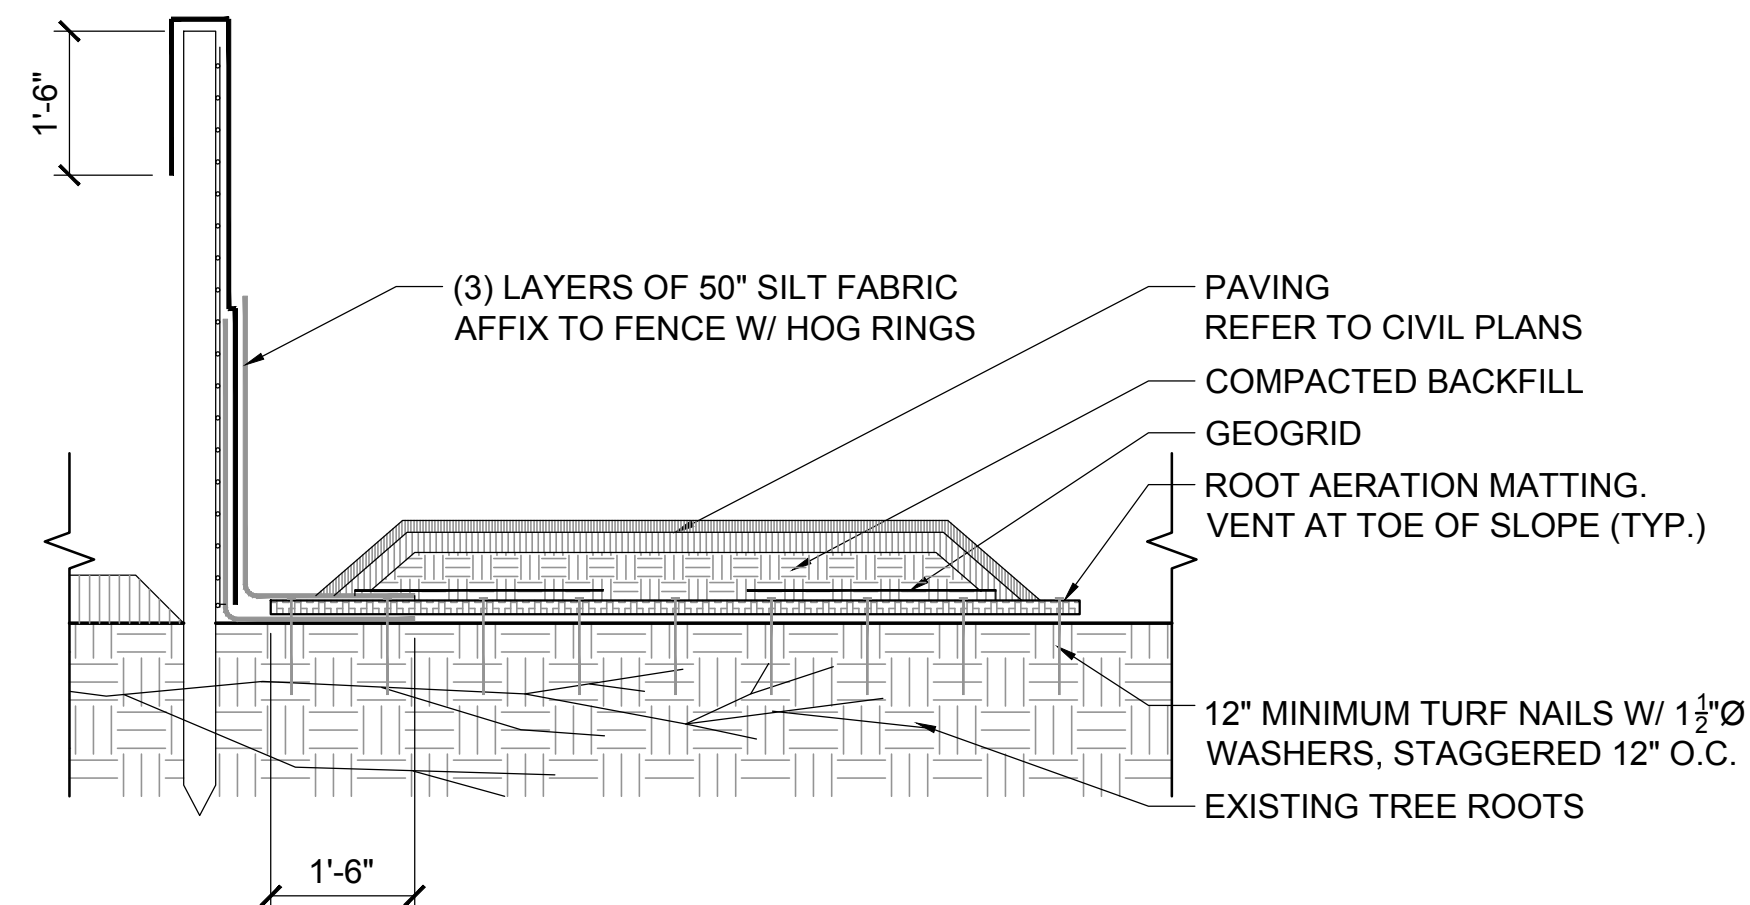 1'-6"
(3) LAYERS OF 50" SILT FABRIC
AFFIX TO FENCE W/ HOG RINGS
PAVING
REFER TO CIVIL PLANS
COMPACTED BACKFILL
GEOGRID
ROOT AERATION MATTING.
VENT AT TOE OF SLOPE (TYP.)
12" MINIMUM TURF NAILS W/ 1½"Ø
WASHERS, STAGGERED 12" O.C.
EXISTING TREE ROOTS
1'-6"